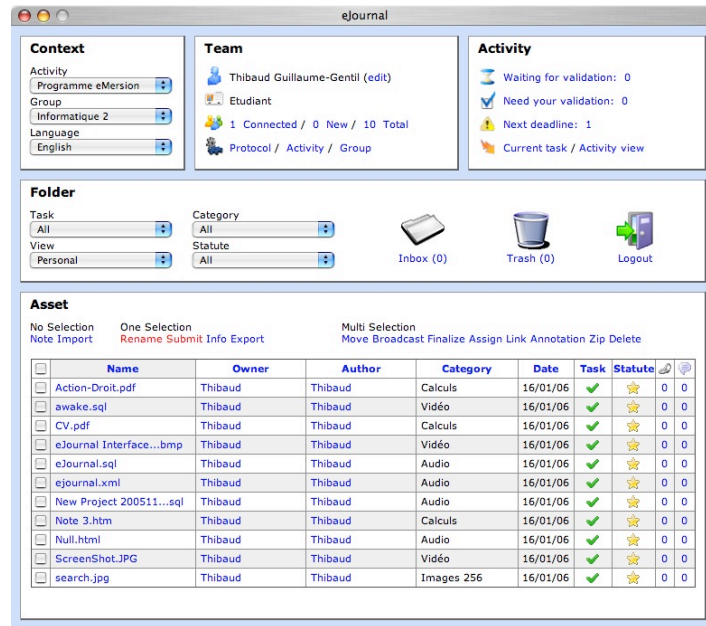 eJournal
Context
Activity
Programme eMersion
Group
Informatique 2
Language
English
Team
Thibaud Guillaume-Gentil (edit)
Etudiant
1 Connected / 0 New / 10 Total
Protocol / Activity / Group
Activity
Waiting for validation: 0
Need your validation: 0
Next deadline: 1
Current task / Activity view
Folder
Task
All
View
Personal
Category
All
Statute
All
Inbox (0)
Trash (0)
Logout
Asset
No Selection One Selection Multi Selection
Note Import Rename Submit Info Export Move Broadcast Finalize Assign Link Annotation Zip Delete
Name Owner Author Category Date Task Statute
Action-Droit.pdf Thibaud Thibaud Calculs 16/01/06 0 0
awake.sql Thibaud Thibaud Vidéo 16/01/06 0 0
CV.pdf Thibaud Thibaud Calculs 16/01/06 0 0
eJournal Interface...bmp Thibaud Thibaud Vidéo 16/01/06 0 0
eJournal.sql Thibaud Thibaud Audio 16/01/06 0 0
ejournal.xml Thibaud Thibaud Audio 16/01/06 0 0
New Project 200511...sql Thibaud Thibaud Audio 16/01/06 0 0
Note 3.htm Thibaud Thibaud Calculs 16/01/06 0 0
Null.html Thibaud Thibaud Audio 16/01/06 0 0
ScreenShot.JPG Thibaud Thibaud Vidéo 16/01/06 0 0
search.jpg Thibaud Thibaud Images 256 16/01/06 0 0